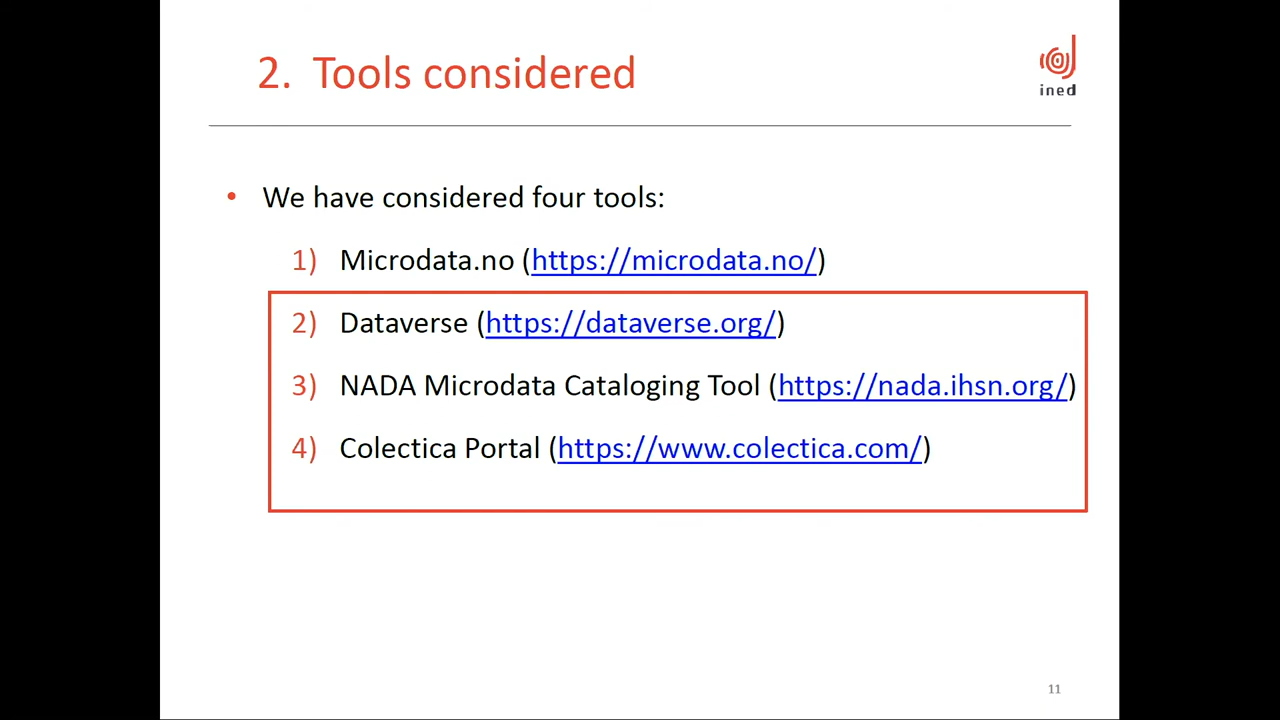 2. Tools considered
ined
• We have considered four tools:
1) Microdata.no (https://microdata.no/)
2) Dataverse (https://dataverse.org/)
3) NADA Microdata Cataloging Tool (https://nada.ihsn.org/)
4) Colectica Portal (https://www.colectica.com/)
11